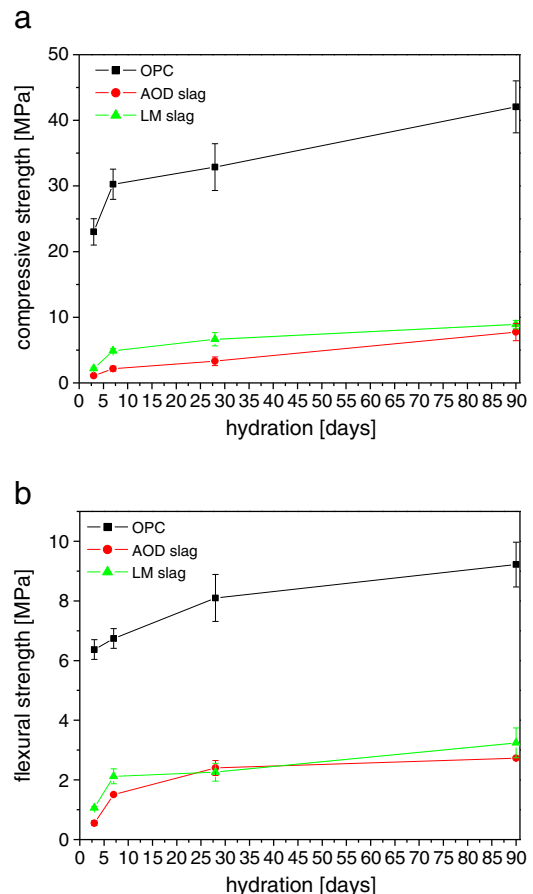 a
50
40
30
20
10
0
compressive strength [MPa]
OPC
AOD slag
LM slag
0 5 10 15 20 25 30 35 40 45 50 55 60 65 70 75 80 85 90
hydration [days]
b
10
8
6
4
2
0
flexural strength [MPa]
OPC
AOD slag
LM slag
0 5 10 15 20 25 30 35 40 45 50 55 60 65 70 75 80 85 90
hydration [days]